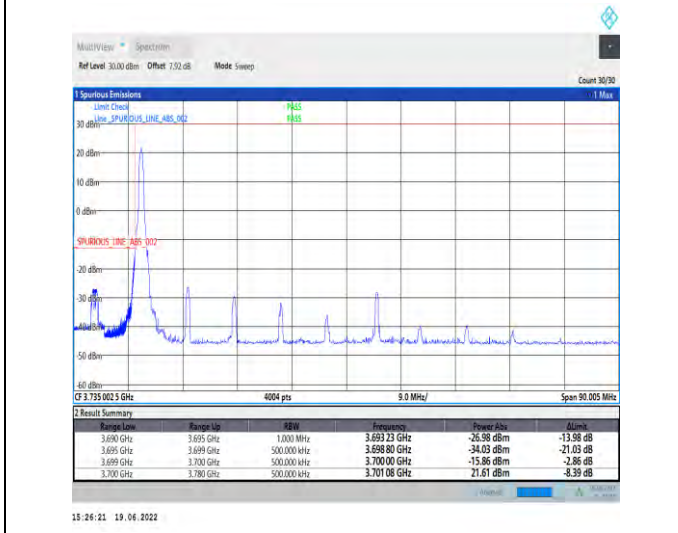 MultiView Spectrum
Ref Level 30.00 dBm Offset 7.92 dB Mode Sweep
Count 30/30
1 Spurious Emissions 1 Max
Limit Check PASS
Line _SPURIOUS_LINE_ABS_002 PASS
30 dBm
20 dBm
10 dBm
0 dBm
_SPURIOUS_LINE_ABS_002
-20 dBm
-30 dBm
-40 dBm
-50 dBm
-60 dBm
CF 3.735 002 5 GHz 4004 pts 9.0 MHz/ Span 90.005 MHz
2 Result Summary
Range Low Range Up RBW Frequency Power Abs ΔLimit
3.690 GHz 3.695 GHz 1.000 MHz 3.693 23 GHz -26.98 dBm -13.98 dB
3.695 GHz 3.699 GHz 500.000 kHz 3.698 80 GHz -34.03 dBm -21.03 dB
3.699 GHz 3.700 GHz 500.000 kHz 3.700 00 GHz -15.86 dBm -2.86 dB
3.700 GHz 3.780 GHz 500.000 kHz 3.701 08 GHz 21.61 dBm -8.39 dB
15:26:21 19.06.2022